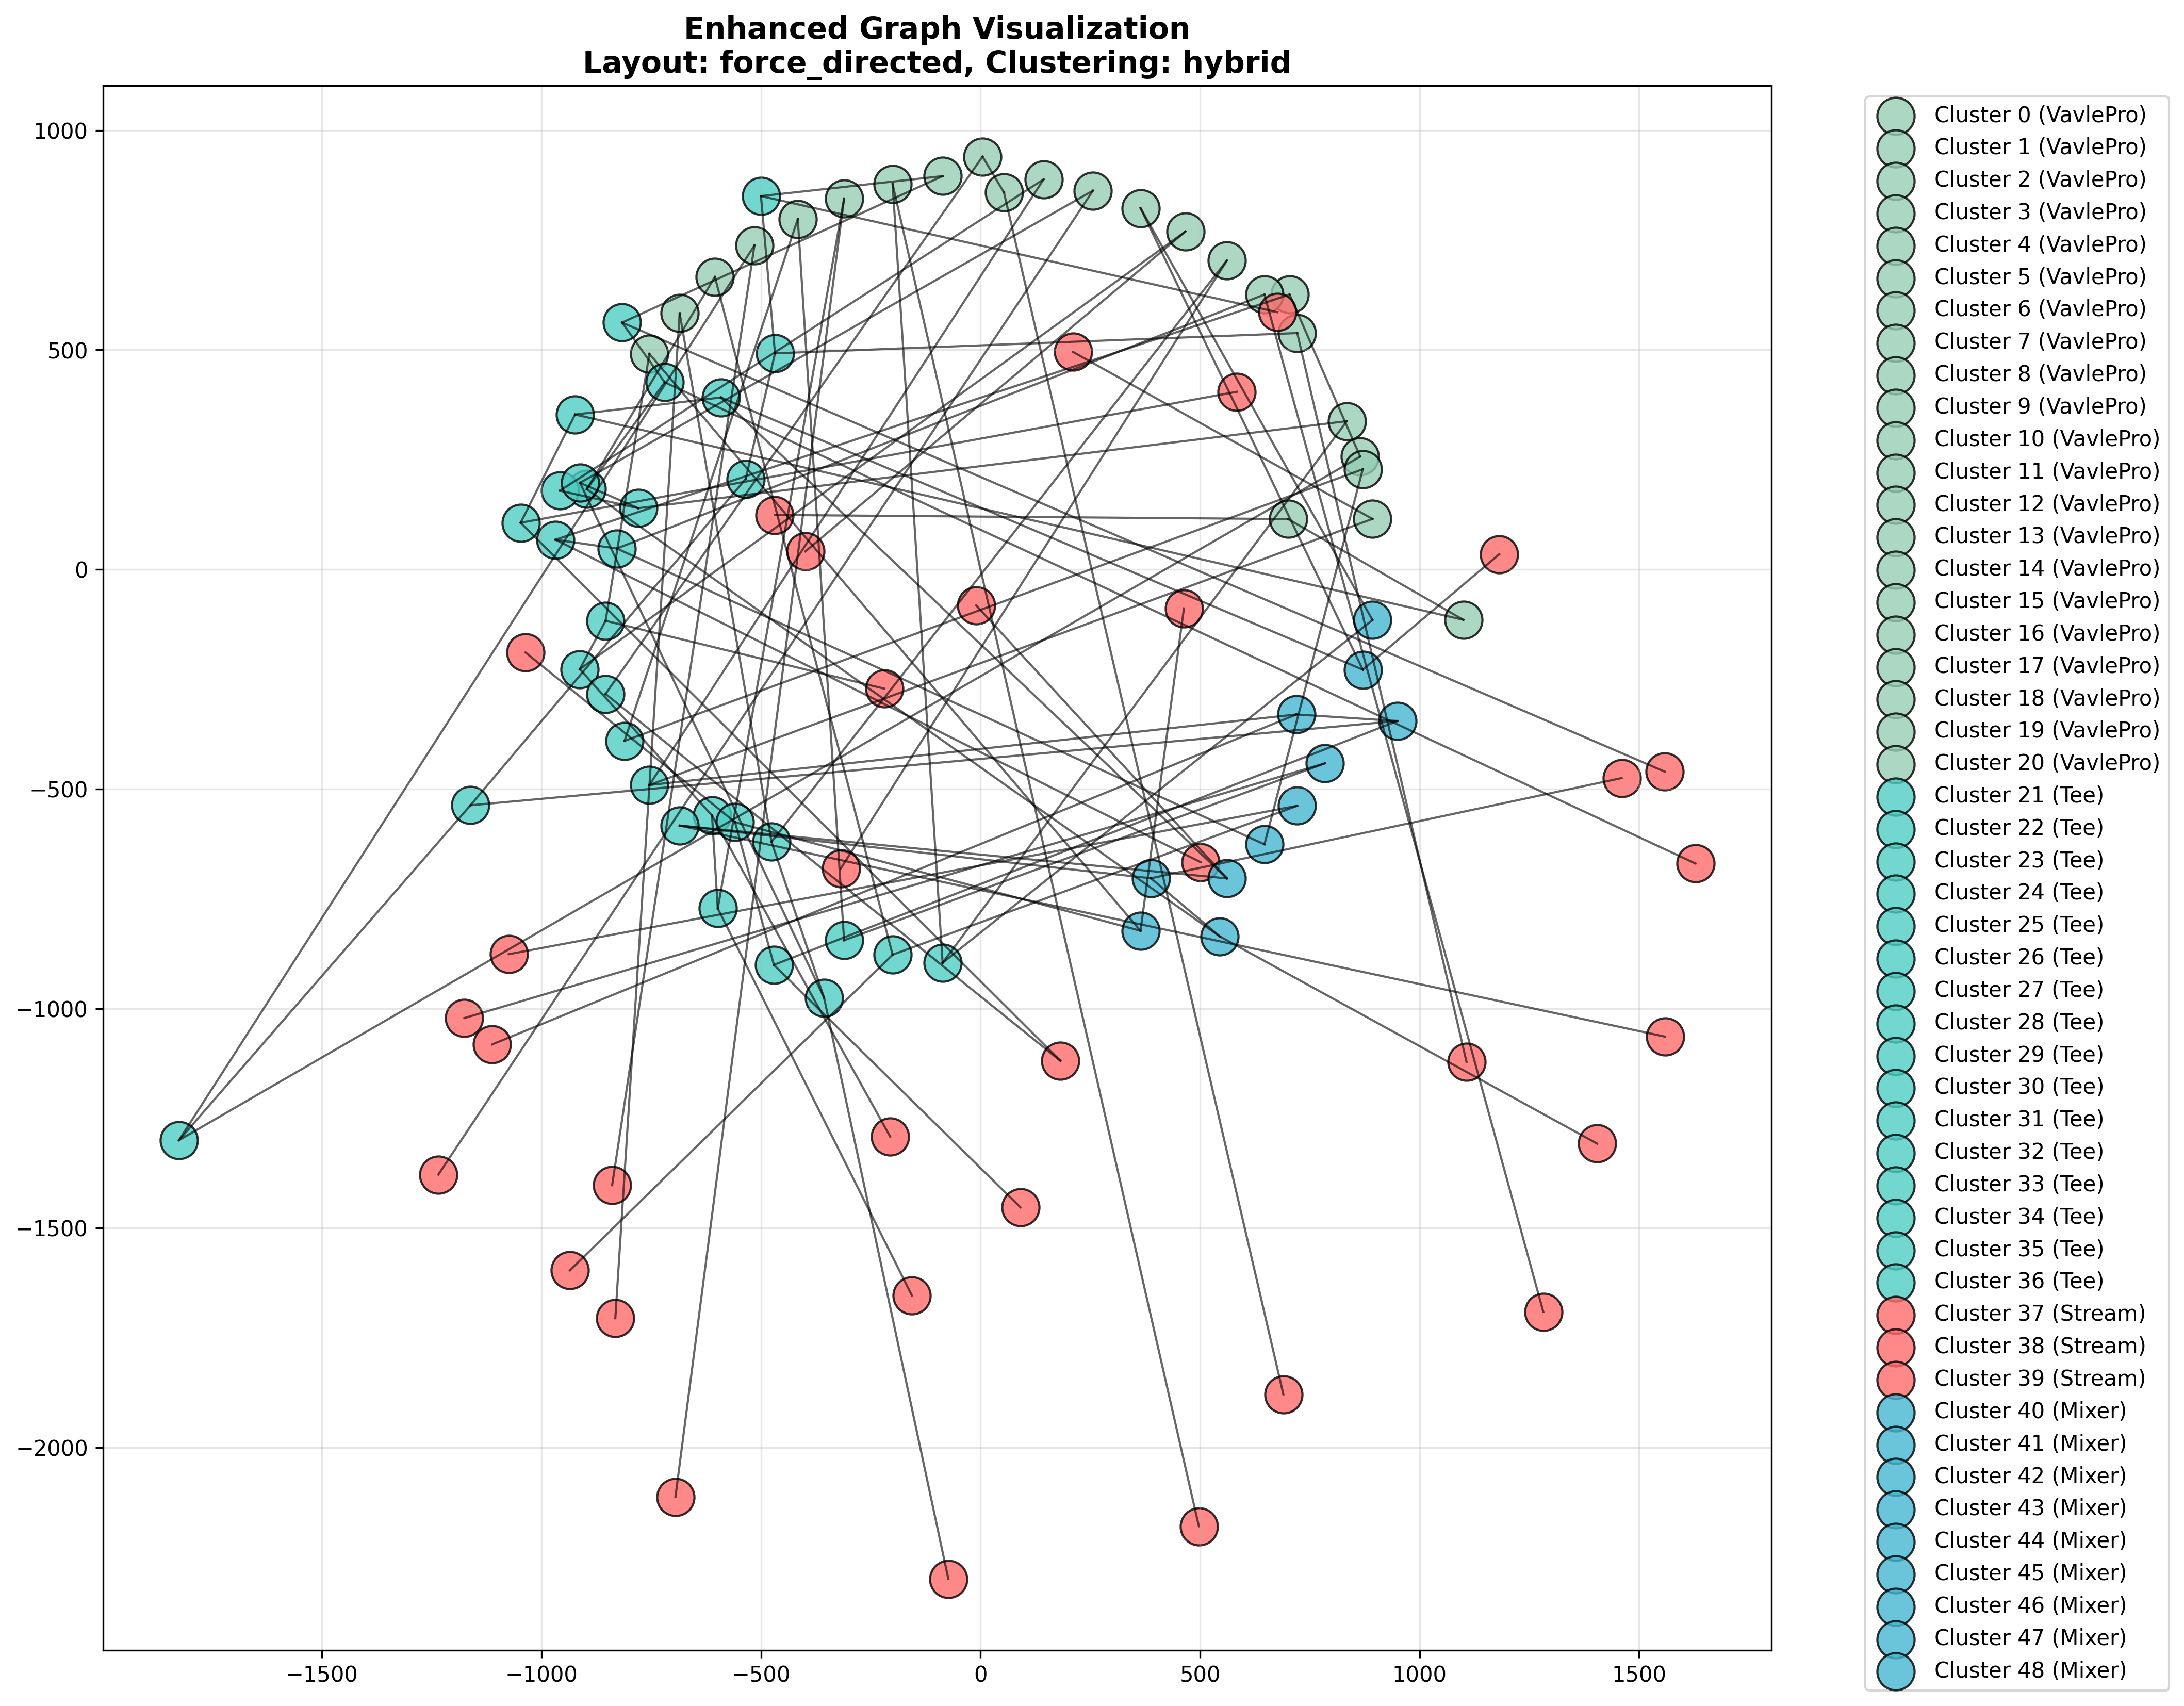 Enhanced Graph Visualization
Layout: force_directed, Clustering: hybrid
1000
500
0
−500
−1000
−1500
−2000
−1500
−1000
−500
0
500
1000
1500
Cluster 0 (VavlePro)
Cluster 1 (VavlePro)
Cluster 2 (VavlePro)
Cluster 3 (VavlePro)
Cluster 4 (VavlePro)
Cluster 5 (VavlePro)
Cluster 6 (VavlePro)
Cluster 7 (VavlePro)
Cluster 8 (VavlePro)
Cluster 9 (VavlePro)
Cluster 10 (VavlePro)
Cluster 11 (VavlePro)
Cluster 12 (VavlePro)
Cluster 13 (VavlePro)
Cluster 14 (VavlePro)
Cluster 15 (VavlePro)
Cluster 16 (VavlePro)
Cluster 17 (VavlePro)
Cluster 18 (VavlePro)
Cluster 19 (VavlePro)
Cluster 20 (VavlePro)
Cluster 21 (Tee)
Cluster 22 (Tee)
Cluster 23 (Tee)
Cluster 24 (Tee)
Cluster 25 (Tee)
Cluster 26 (Tee)
Cluster 27 (Tee)
Cluster 28 (Tee)
Cluster 29 (Tee)
Cluster 30 (Tee)
Cluster 31 (Tee)
Cluster 32 (Tee)
Cluster 33 (Tee)
Cluster 34 (Tee)
Cluster 35 (Tee)
Cluster 36 (Tee)
Cluster 37 (Stream)
Cluster 38 (Stream)
Cluster 39 (Stream)
Cluster 40 (Mixer)
Cluster 41 (Mixer)
Cluster 42 (Mixer)
Cluster 43 (Mixer)
Cluster 44 (Mixer)
Cluster 45 (Mixer)
Cluster 46 (Mixer)
Cluster 47 (Mixer)
Cluster 48 (Mixer)